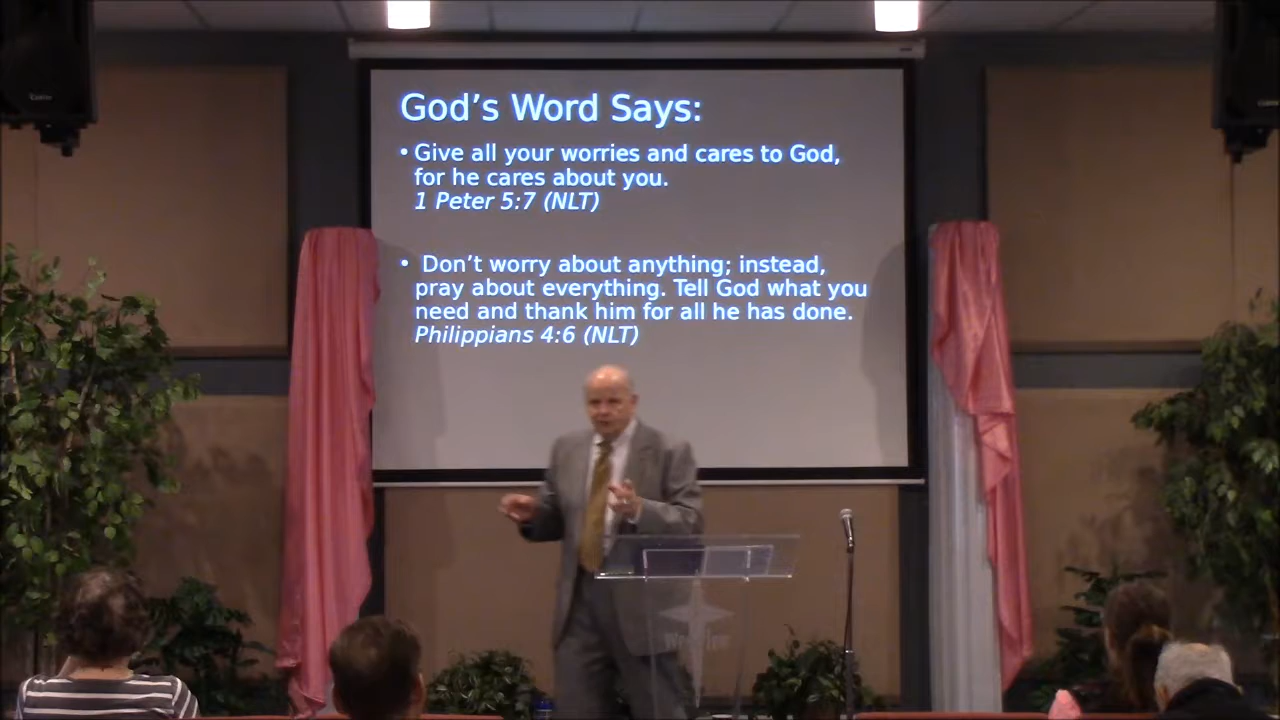 God's Word Says:
• Give all your worries and cares to God,
for he cares about you.
1 Peter 5:7 (NLT)
• Don't worry about anything; instead,
pray about everything. Tell God what you
need and thank him for all he has done.
Philippians 4:6 (NLT)